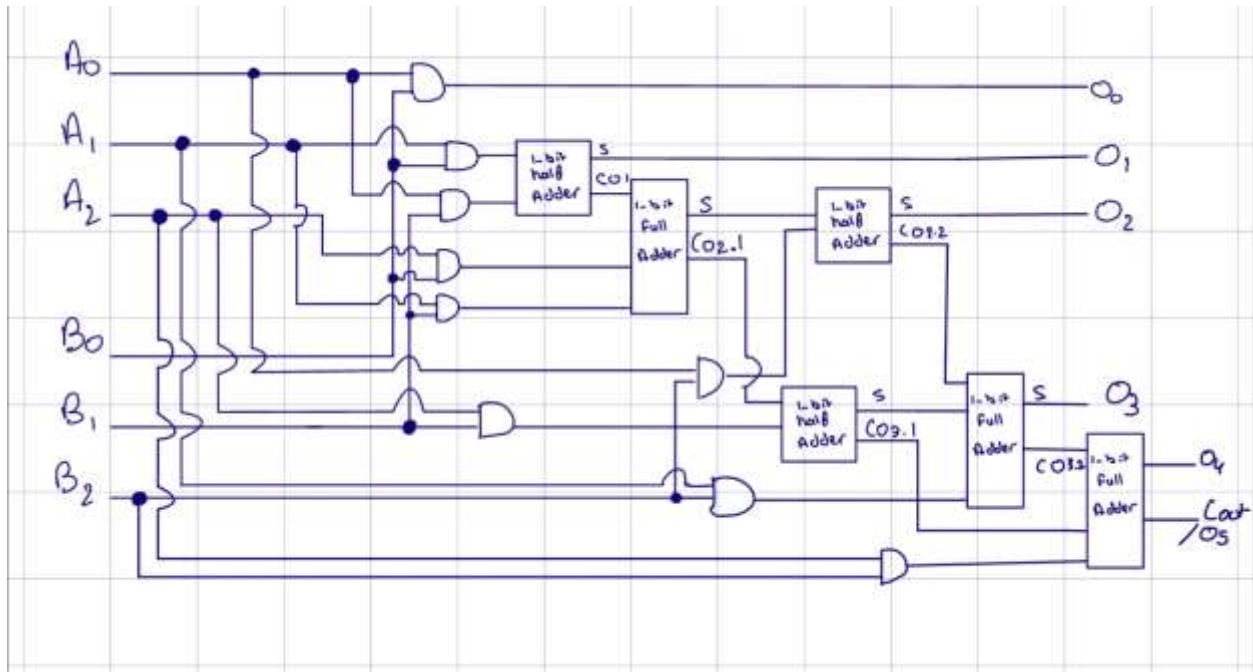 A0
O0
A1
1-bit
half
Adder
S
O1
CO1
A2
1-bit
Full
Adder
S
CO2.1
1-bit
half
Adder
S
O2
CO2.2
B0
B1
1-bit
half
Adder
S
CO3.1
1-bit
Full
Adder
S
O3
CO3.2
B2
1-bit
Full
Adder
O4
Cout
/O5